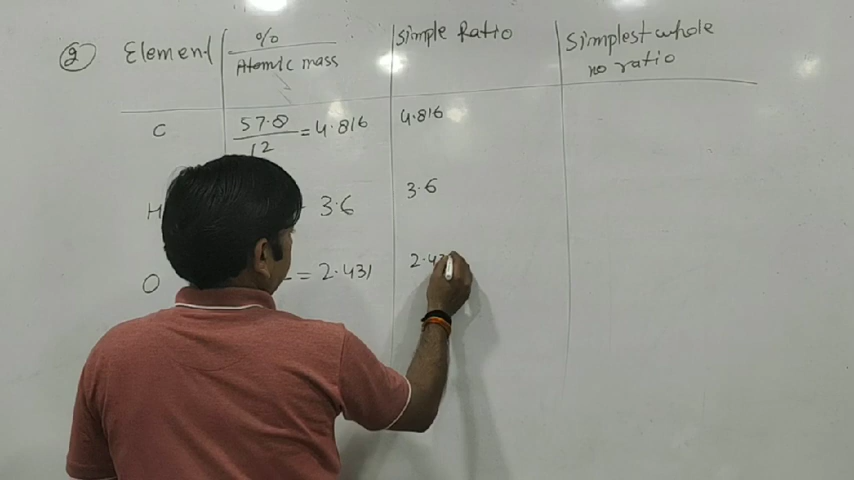 2 Element % Simple Ratio Simplest whole
Atomic mass no ratio
C 57.8 = 4.816 4.816
12
H 3.6 3.6
O = 2.431 2.43